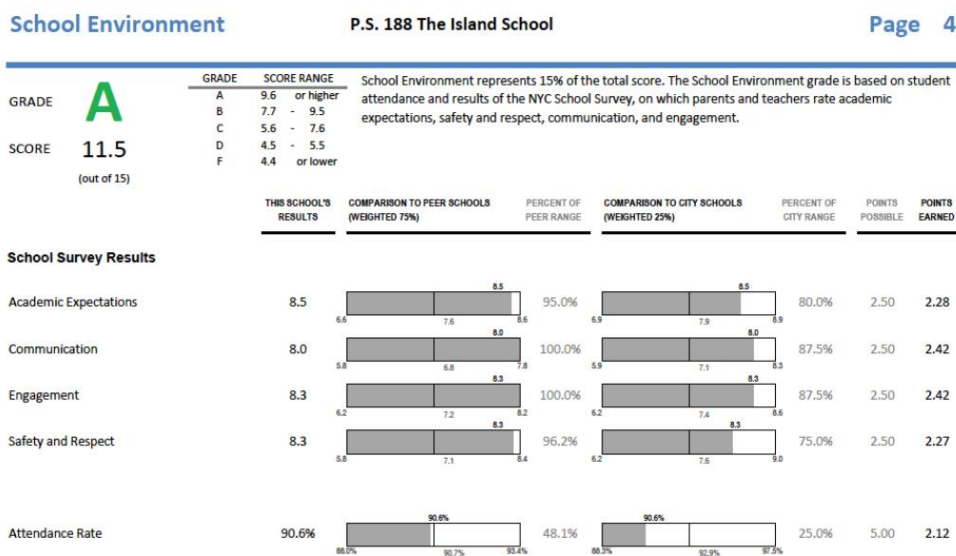 School Environment P.S. 188 The Island School Page 4
GRADE A
SCORE 11.5
(out of 15)
GRADE SCORE RANGE
A 9.6 or higher
B 7.7 - 9.5
C 5.6 - 7.6
D 4.5 - 5.5
F 4.4 or lower
School Environment represents 15% of the total score. The School Environment grade is based on student
attendance and results of the NYC School Survey, on which parents and teachers rate academic
expectations, safety and respect, communication, and engagement.
THIS SCHOOL'S COMPARISON TO PEER SCHOOLS PERCENT OF COMPARISON TO CITY SCHOOLS PERCENT OF POINTS POINTS
RESULTS (WEIGHTED 75%) PEER RANGE (WEIGHTED 25%) CITY RANGE POSSIBLE EARNED
School Survey Results
8.5 8.5
Academic Expectations 8.5 95.0% 80.0% 2.50 2.28
6.6 7.6 8.6 6.9 7.9 8.9
8.0 8.0
Communication 8.0 100.0% 87.5% 2.50 2.42
5.8 6.8 7.8 5.9 7.1 8.3
8.3 8.3
Engagement 8.3 100.0% 87.5% 2.50 2.42
6.2 7.2 8.2 6.2 7.4 8.6
8.3 8.3
Safety and Respect 8.3 96.2% 75.0% 2.50 2.27
5.8 7.1 8.4 6.2 7.6 9.0
90.6% 90.6%
Attendance Rate 90.6% 48.1% 25.0% 5.00 2.12
88.0% 90.7% 93.4% 88.3% 92.9% 97.5%